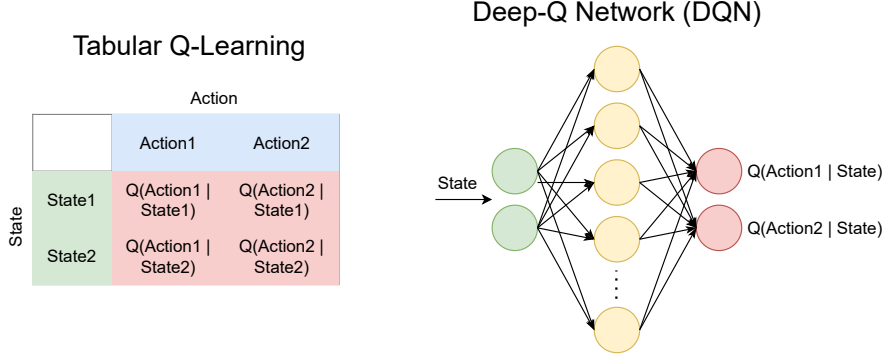 Tabular Q-Learning
Action
Action1
Action2
State
State1
Q(Action1 |
State1)
Q(Action2 |
State1)
State2
Q(Action1 |
State2)
Q(Action2 |
State2)
Deep-Q Network (DQN)
State
Q(Action1 | State)
Q(Action2 | State)